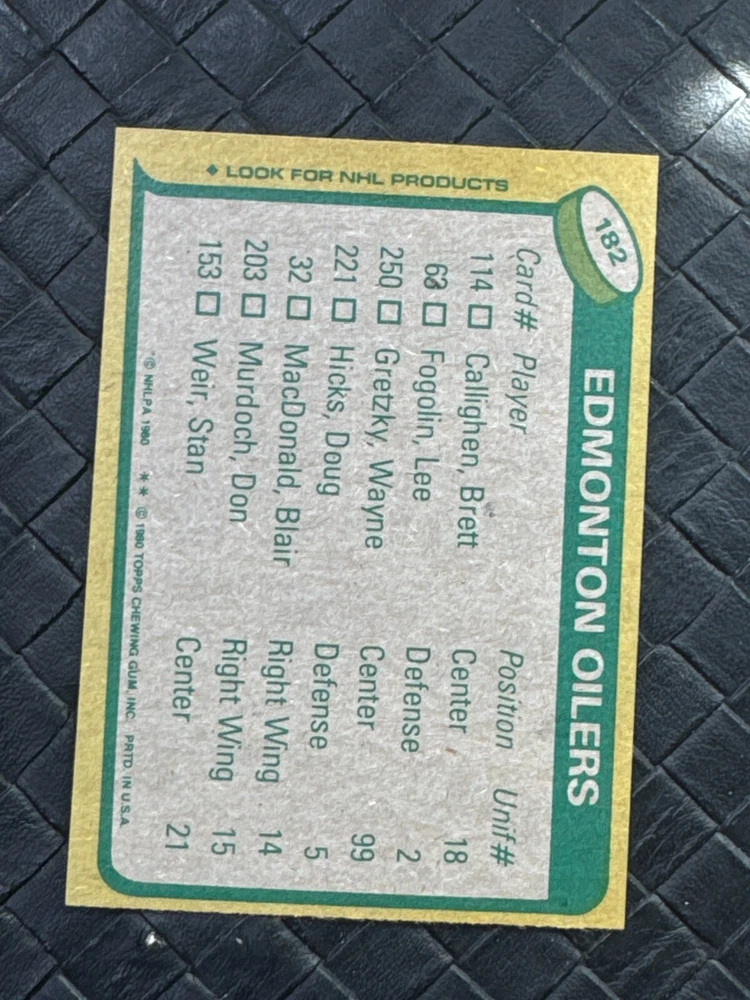 182
EDMONTON OILERS
Card# Player Position Unif#
114 □ Callighen, Brett Center 18
63 □ Fogolin, Lee Defense 2
250 □ Gretzky, Wayne Center 99
221 □ Hicks, Doug Defense 5
32 □ MacDonald, Blair Right Wing 14
203 □ Murdoch, Don Right Wing 15
153 □ Weir, Stan Center 21
◆ LOOK FOR NHL PRODUCTS
© NHLPA 1980 ** © 1980 TOPPS CHEWING GUM, INC. PRTD. IN U.S.A.